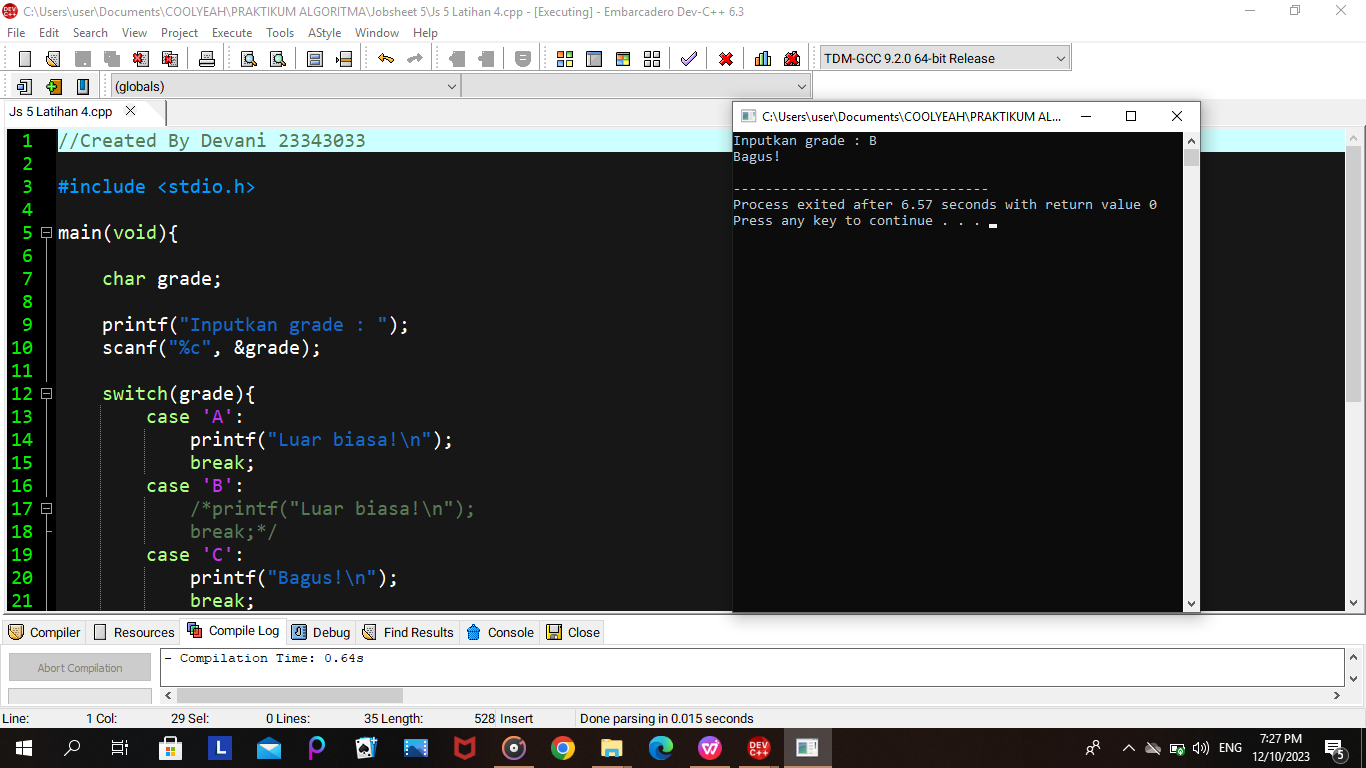 C:\Users\user\Documents\COOLYEAH\PRAKTIKUM ALGORITMA\Jobsheet 5\Js 5 Latihan 4.cpp - [Executing] - Embarcadero Dev-C++ 6.3
File Edit Search View Project Execute Tools AStyle Window Help
TDM-GCC 9.2.0 64-bit Release
(globals)
Js 5 Latihan 4.cpp
1 //Created By Devani 23343033
2
3 #include <stdio.h>
4
5 main(void){
6
7 char grade;
8
9 printf("Inputkan grade : ");
10 scanf("%c", &grade);
11
12 switch(grade){
13 case 'A':
14 printf("Luar biasa!\n");
15 break;
16 case 'B':
17 /*printf("Luar biasa!\n");
18 break;*/
19 case 'C':
20 printf("Bagus!\n");
21 break;
C:\Users\user\Documents\COOLYEAH\PRAKTIKUM AL...
Inputkan grade : B
Bagus!
--------------------------------
Process exited after 6.57 seconds with return value 0
Press any key to continue . . .
Compiler Resources Compile Log Debug Find Results Console Close
Abort Compilation
- Compilation Time: 0.64s
Line: 1 Col: 29 Sel: 0 Lines: 35 Length: 528 Insert Done parsing in 0.015 seconds
L
DEV C++
ENG
7:27 PM
12/10/2023
5